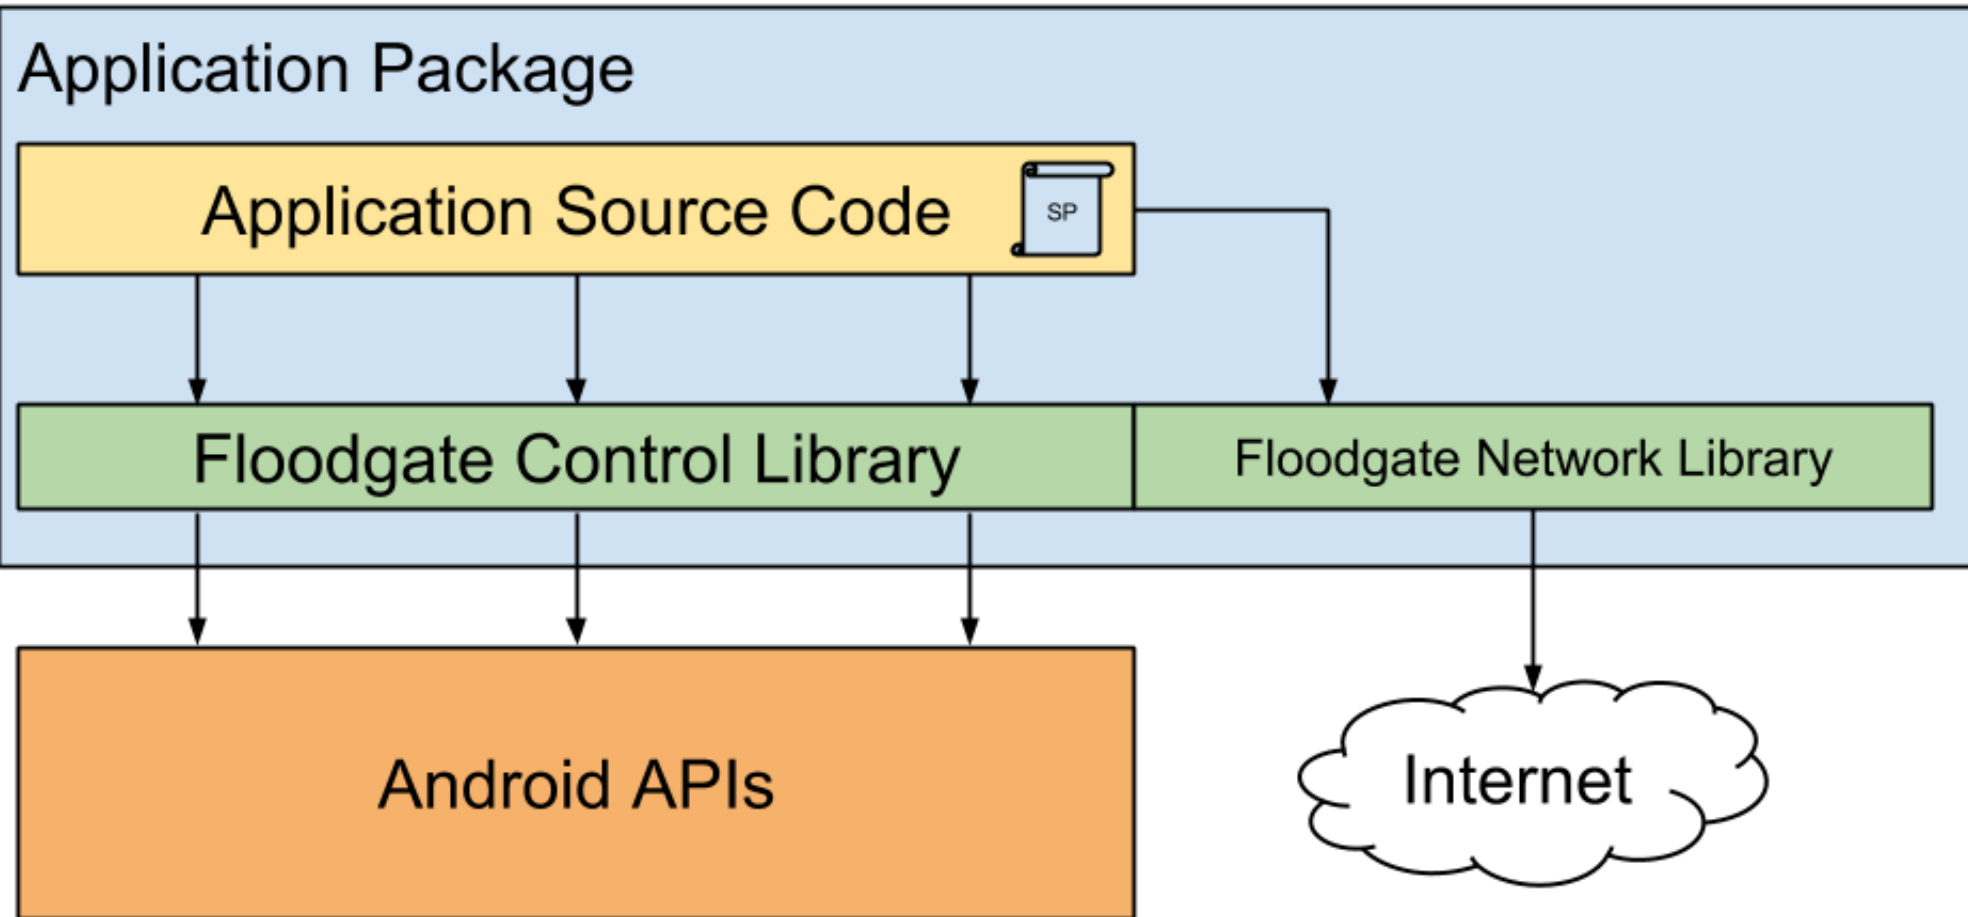 Application Package
Application Source Code
SP
Floodgate Control Library
Floodgate Network Library
Android APIs
Internet